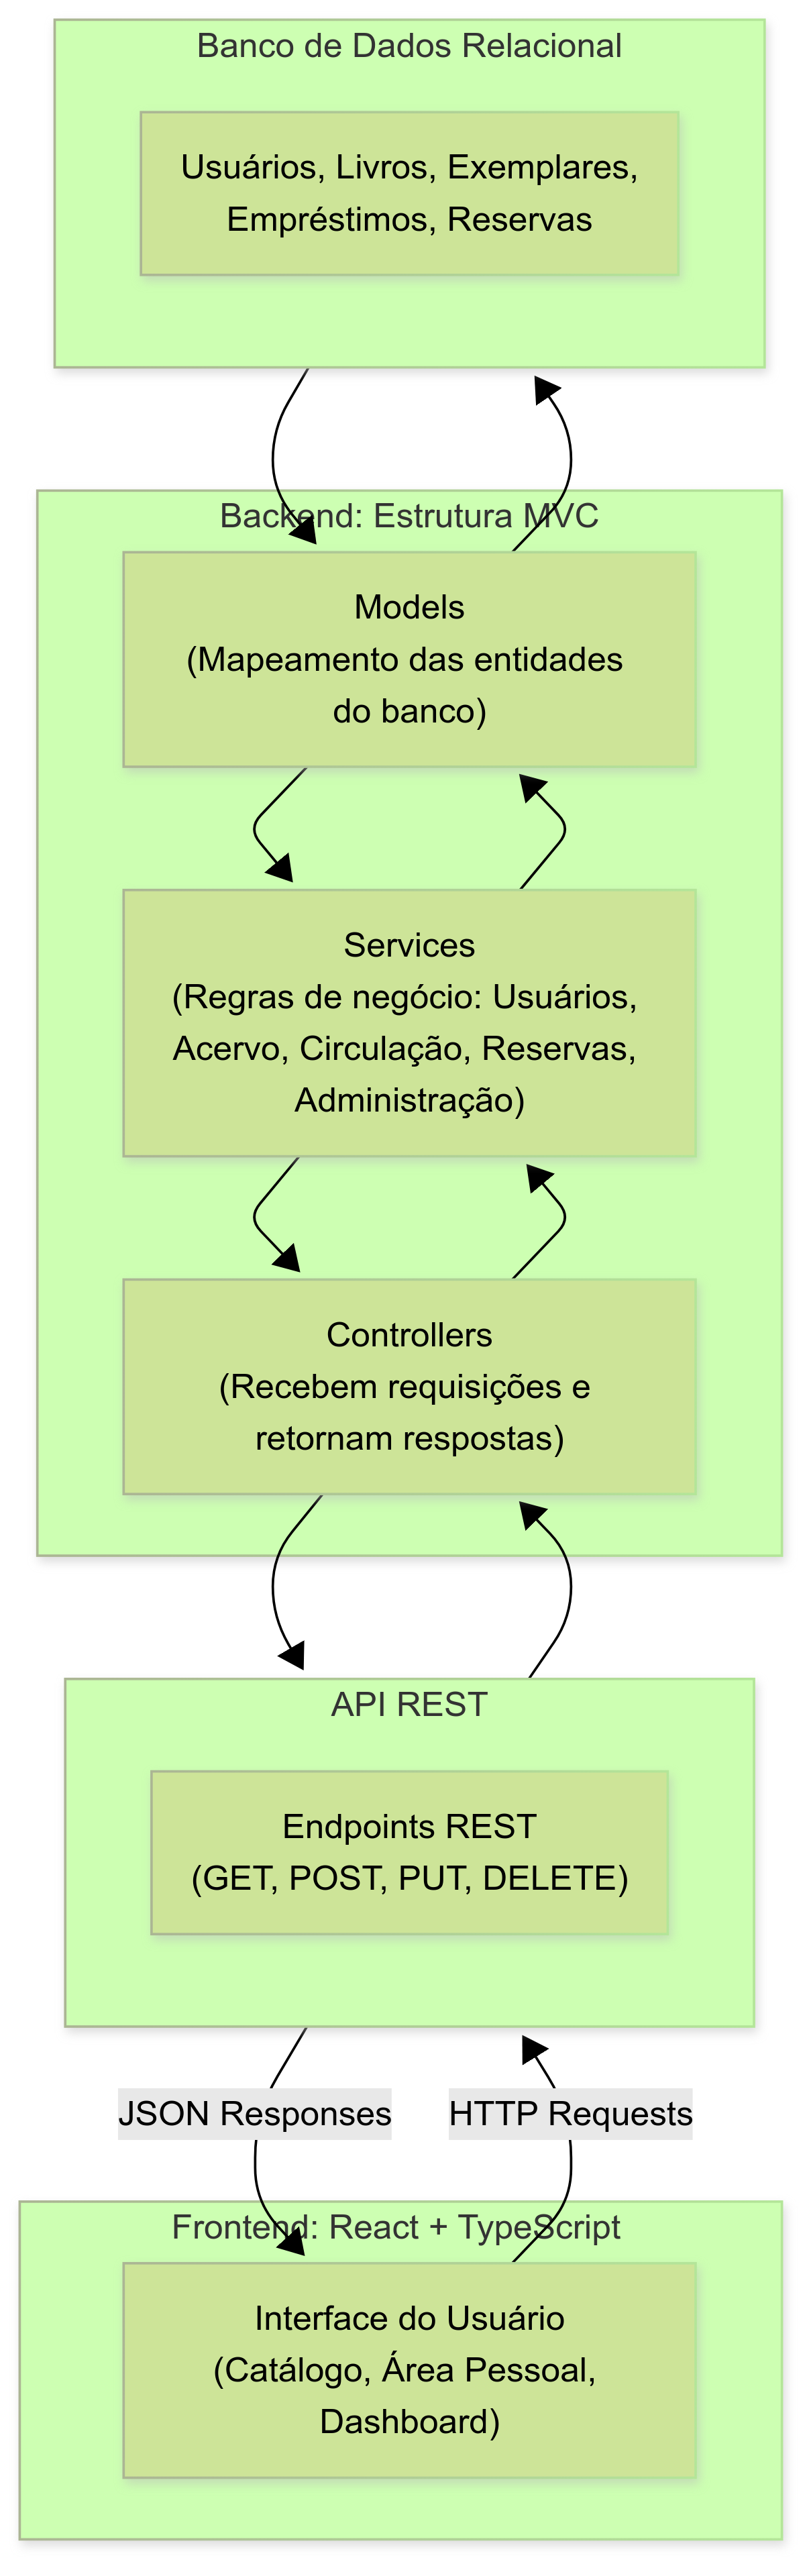 Banco de Dados Relacional
Usuários, Livros, Exemplares,
Empréstimos, Reservas
Backend: Estrutura MVC
Models
(Mapeamento das entidades
do banco)
Services
(Regras de negócio: Usuários,
Acervo, Circulação, Reservas,
Administração)
Controllers
(Recebem requisições e
retornam respostas)
API REST
Endpoints REST
(GET, POST, PUT, DELETE)
JSON Responses
HTTP Requests
Frontend: React + TypeScript
Interface do Usuário
(Catálogo, Área Pessoal,
Dashboard)